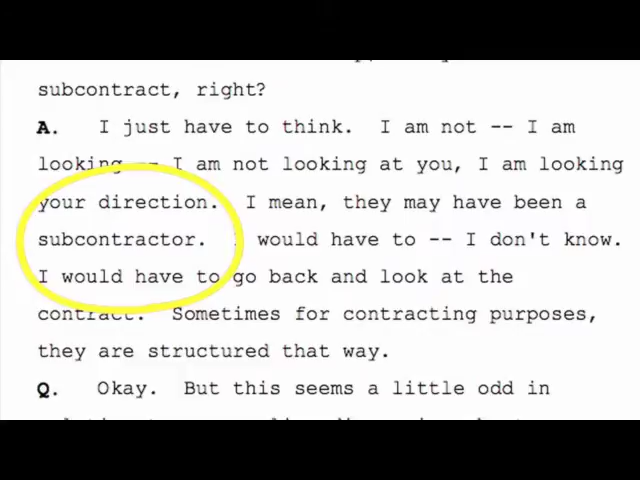 subcontract, right?
A. I just have to think. I am not -- I am
looking -- I am not looking at you, I am looking
your direction. I mean, they may have been a
subcontractor. I would have to -- I don't know.
I would have to go back and look at the
contract. Sometimes for contracting purposes,
they are structured that way.
Q. Okay. But this seems a little odd in